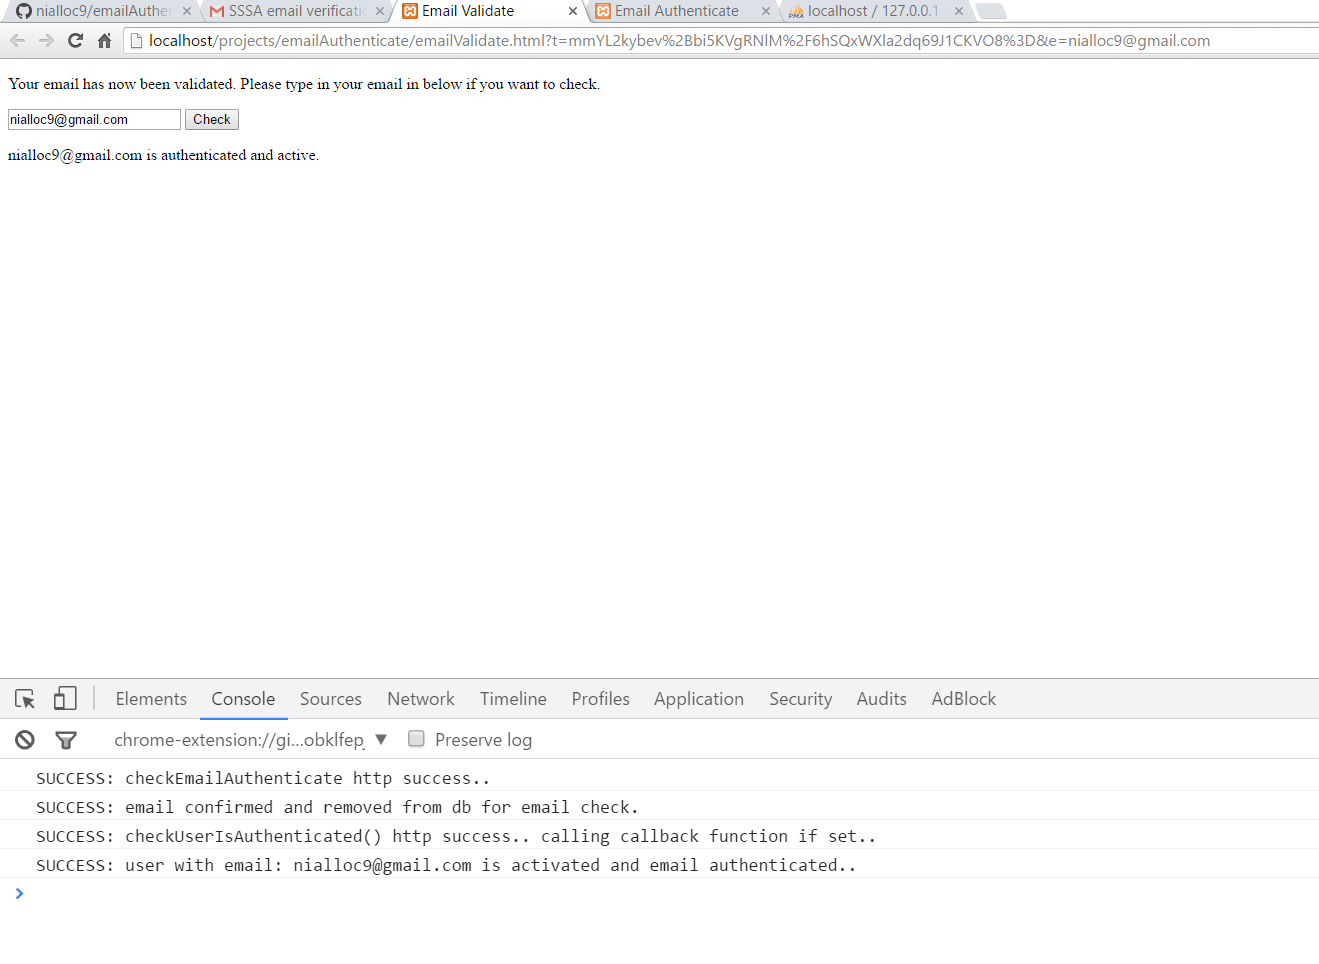 nialloc9/emailAuthen
SSSA email verificatio
Email Validate
Email Authenticate
localhost / 127.0.0.1
localhost/projects/emailAuthenticate/emailValidate.html?t=mmYL2kybev%2Bbi5KVgRNlM%2F6hSQxWXla2dq69J1CKVO8%3D&e=nialloc9@gmail.com
Your email has now been validated. Please type in your email in below if you want to check.
nialloc9@gmail.com Check
nialloc9@gmail.com is authenticated and active.
Elements Console Sources Network Timeline Profiles Application Security Audits AdBlock
chrome-extension://gi...obklfepj ▼ Preserve log
SUCCESS: checkEmailAuthenticate http success..
SUCCESS: email confirmed and removed from db for email check.
SUCCESS: checkUserIsAuthenticated() http success.. calling callback function if set..
SUCCESS: user with email: nialloc9@gmail.com is activated and email authenticated..